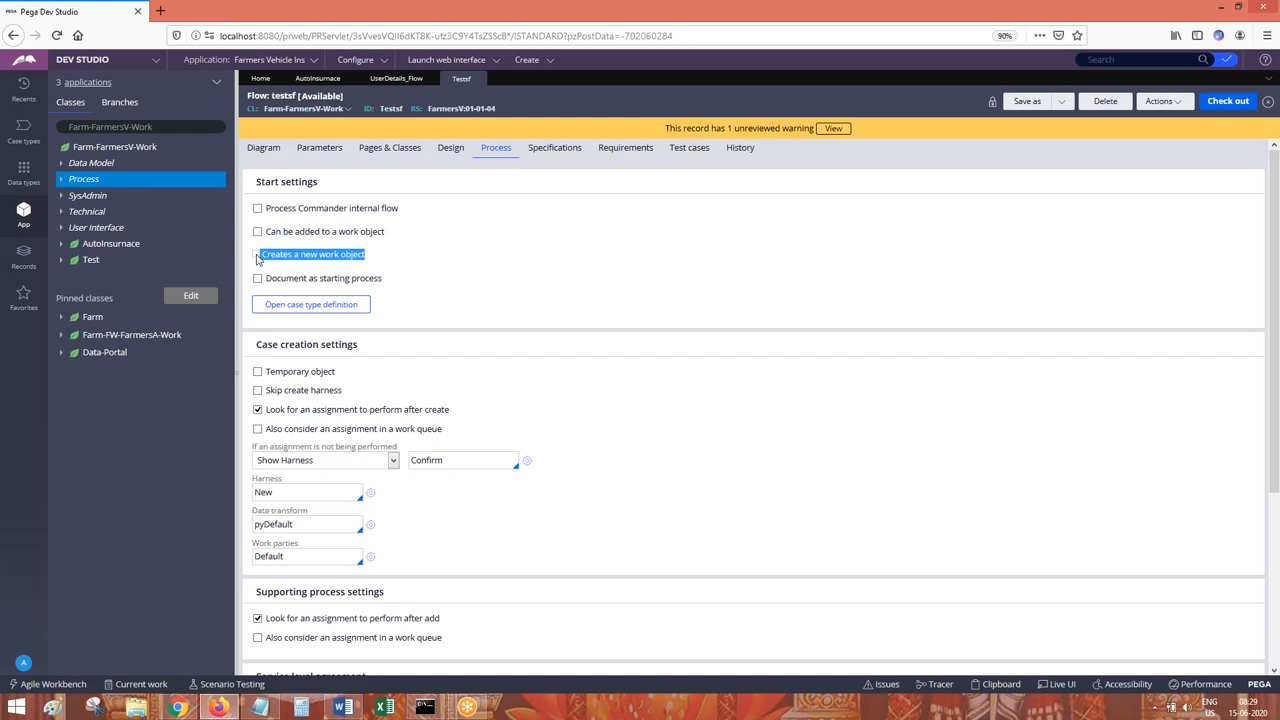 Pega Dev Studio
localhost:8080/prweb/PRServlet/3sVvesVQII6dKT8K-ufz3C9Y4TsZSScB*/!STANDARD?pzPostData=-702060284
90%
DEV STUDIO
Application: Farmers Vehicle Ins
Configure
Launch web interface
Create
Search
3 applications
Classes
Branches
Recents
Case types
Data types
App
Records
Favorites
Farm-FarmersV-Work
Farm-FarmersV-Work
Data Model
Process
SysAdmin
Technical
User Interface
AutoInsurnace
Test
Pinned classes
Edit
Farm
Farm-FW-FarmersA-Work
Data-Portal
A
Home
AutoInsurnace
UserDetails_Flow
Testsf
Flow: testsf [Available]
CL: Farm-FarmersV-Work ID: Testsf RS: FarmersV:01-01-04
Save as
Delete
Actions
Check out
This record has 1 unreviewed warning
View
Diagram
Parameters
Pages & Classes
Design
Process
Specifications
Requirements
Test cases
History
Start settings
Process Commander internal flow
Can be added to a work object
Creates a new work object
Document as starting process
Open case type definition
Case creation settings
Temporary object
Skip create harness
Look for an assignment to perform after create
Also consider an assignment in a work queue
If an assignment is not being performed
Show Harness
Confirm
Harness
New
Data transform
pyDefault
Work parties
Default
Supporting process settings
Look for an assignment to perform after add
Also consider an assignment in a work queue
Service level agreement
Agile Workbench
Current work
Scenario Testing
Issues
Tracer
Clipboard
Live UI
Accessibility
Performance
PEGA
ENG
US
08:29
15-06-2020